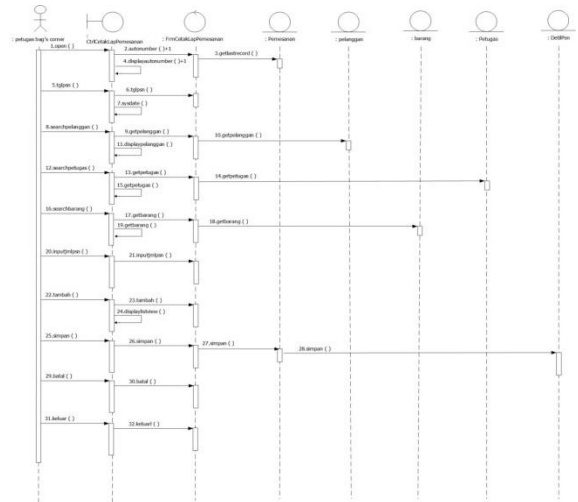 : petugas bag's corner
CtrlCetakLapPemesanan
: FrmCetakLapPemesanan
: Pemesanan
: pelanggan
: barang
: Petugas
: DetilPsn
1.open ( )
2.autonumber ( )+1
3.getlastrecord ( )
4.displayautonumber ( )+1
5.tglpsn ( )
6.tglpsn ( )
7.sysdate ( )
8.searchpelanggan ( )
9.getpelanggan ( )
10.getpelanggan ( )
11.displaypelanggan ( )
12.searchpetugas ( )
13.getpetugas ( )
14.getpetugas ( )
15.getpetugas ( )
16.searchbarang ( )
17.getbarang ( )
18.getbarang ( )
19.getbarang ( )
20.inputjmlpsn ( )
21.inputjmlpsn ( )
22.tambah ( )
23.tambah ( )
24.displaylistview ( )
25.simpan ( )
26.simpan ( )
27.simpan ( )
28.simpan ( )
29.batal ( )
30.batal ( )
31.keluar ( )
32.keluar( )